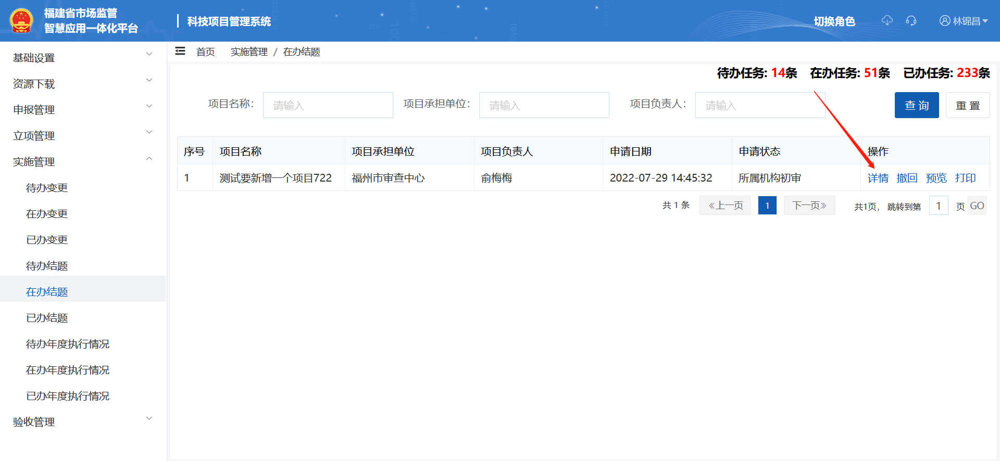 福建省市场监管
智慧应用一体化平台
科技项目管理系统
切换角色
林锦昌
基础设置
资源下载
申报管理
立项管理
实施管理
待办变更
在办变更
已办变更
待办结题
在办结题
已办结题
待办年度执行情况
在办年度执行情况
已办年度执行情况
验收管理
首页 实施管理 / 在办结题
待办任务: 14条 在办任务: 51条 已办任务: 233条
项目名称: 请输入 项目承担单位: 请输入 项目负责人: 请输入 查询 重置
序号 项目名称 项目承担单位 项目负责人 申请日期 申请状态 操作
1 测试要新增一个项目722 福州市审查中心 俞梅梅 2022-07-29 14:45:32 所属机构初审 详情 撤回 预览 打印
共 1 条 《上一页 1 下一页》 共1页, 跳转到第 1 页 GO